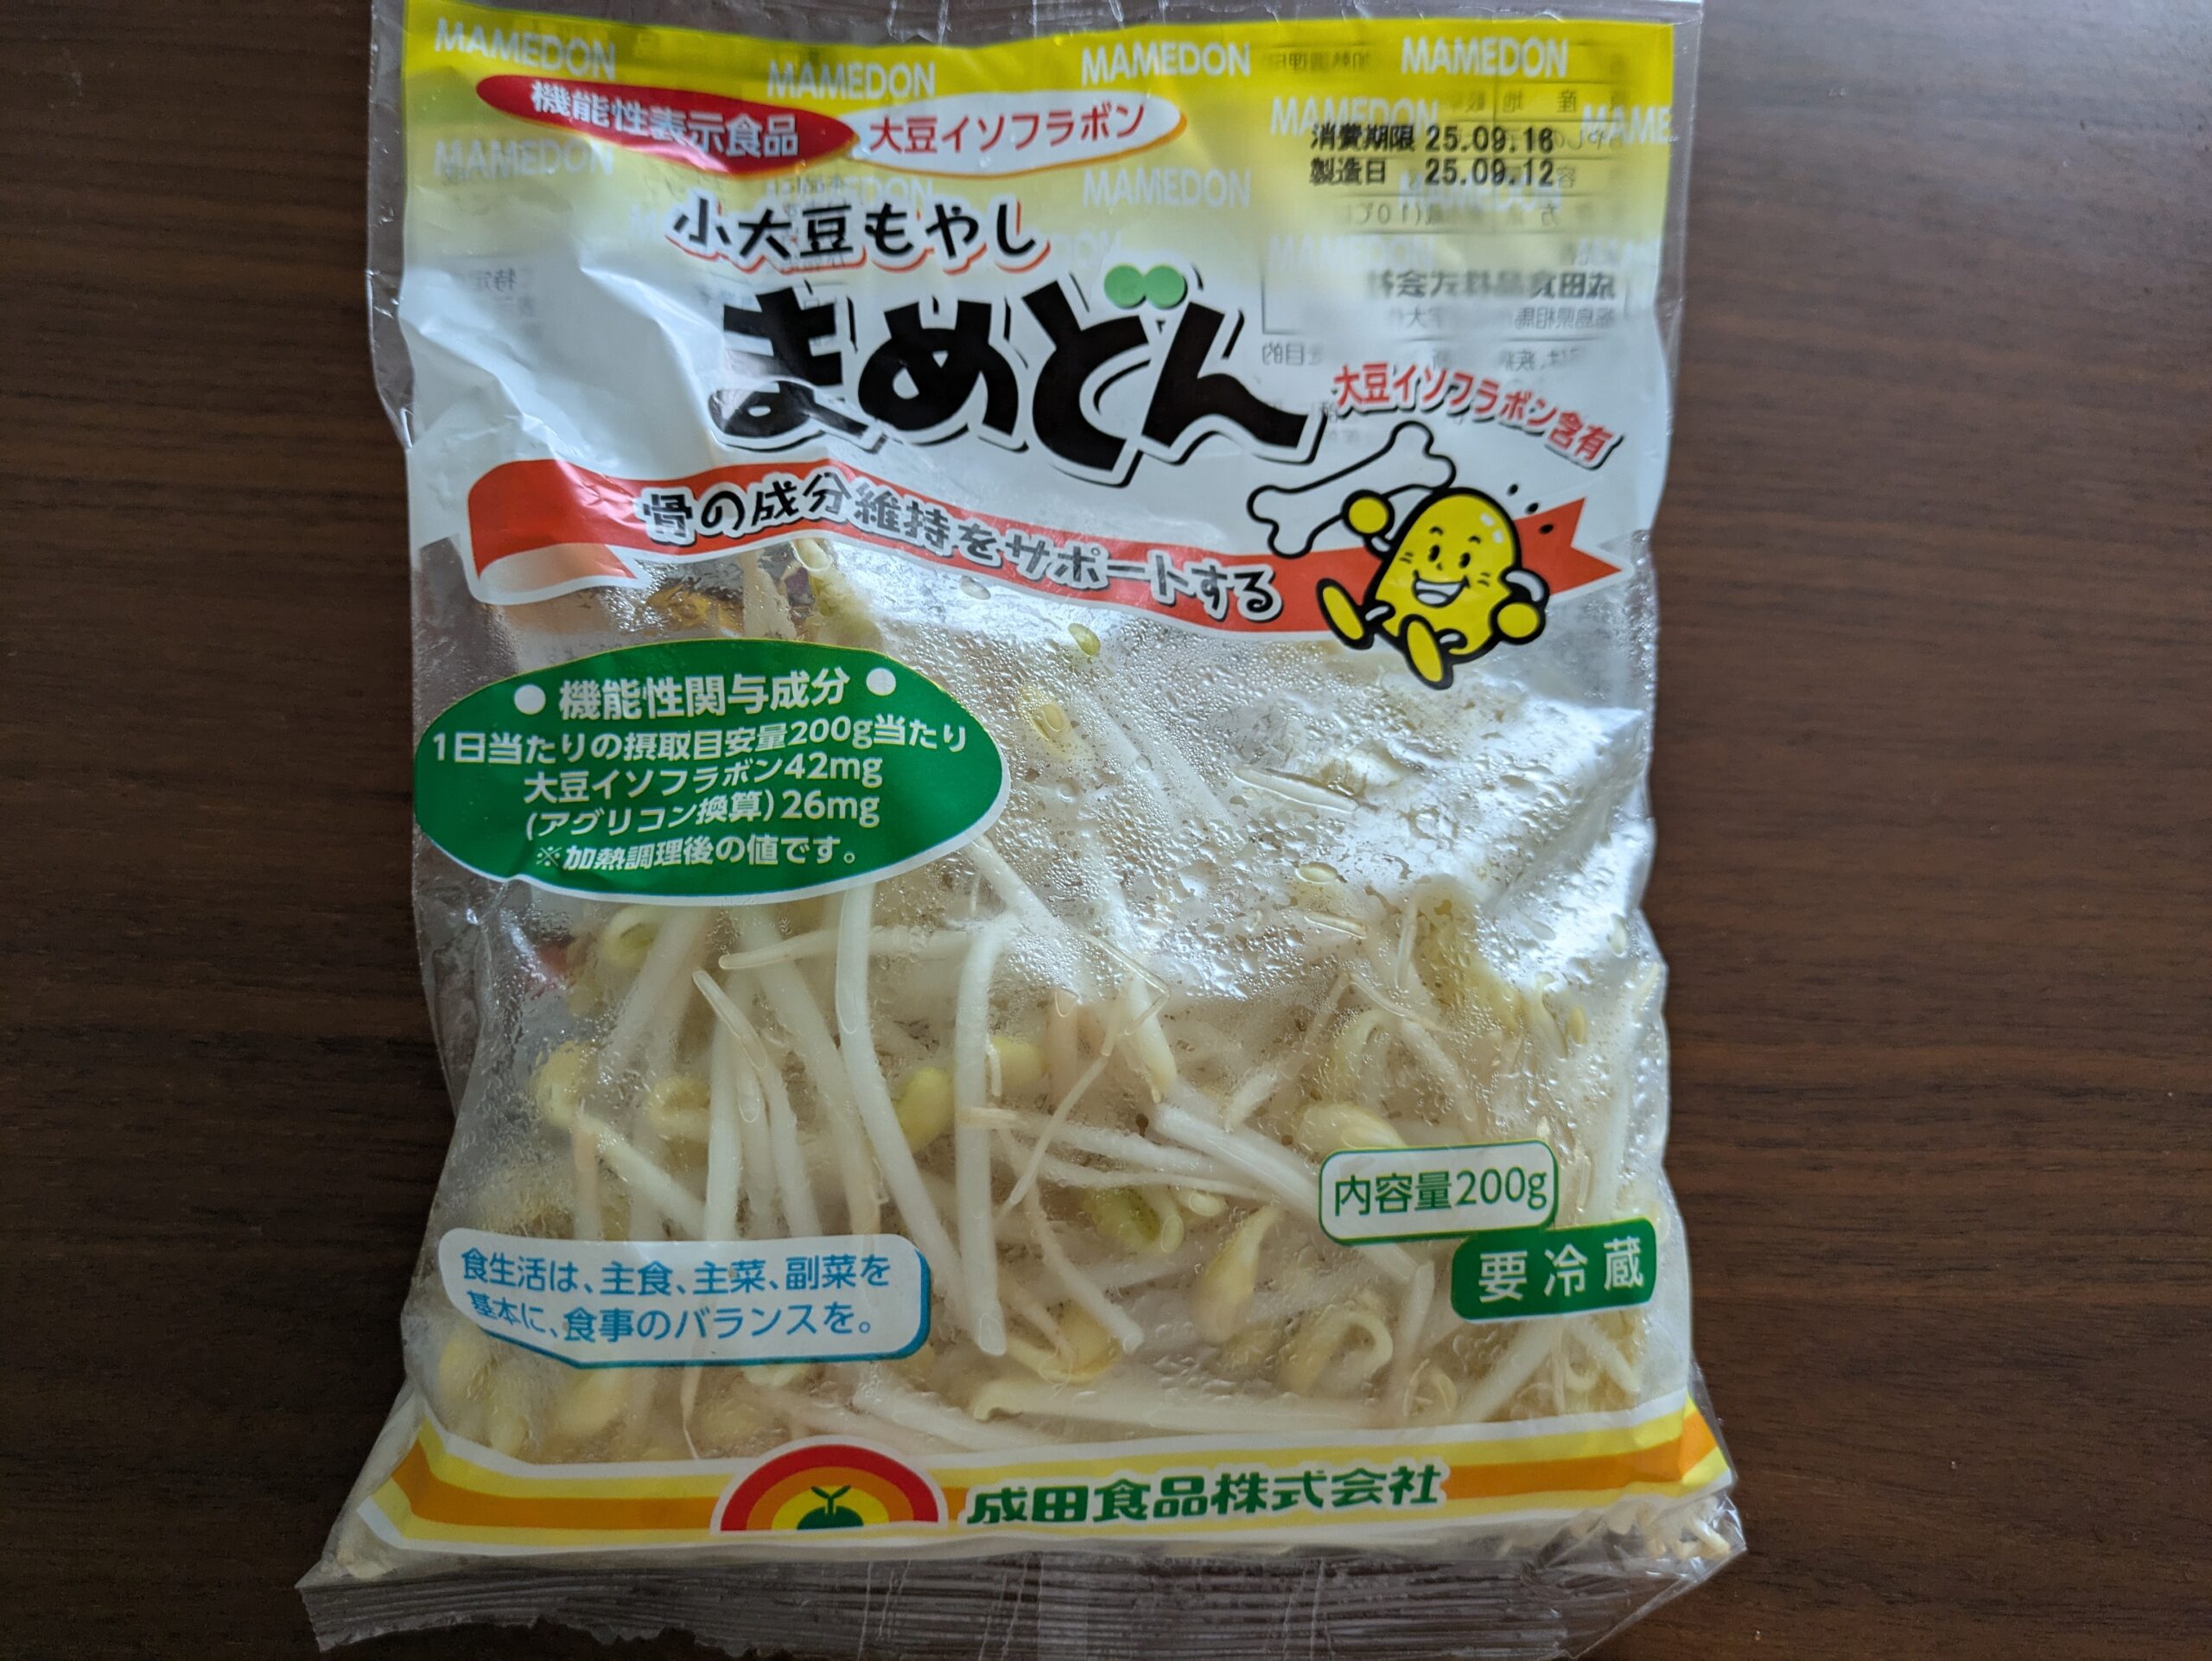 MAMEDON MAMEDON MAMEDON MAMEDON
機能性表示食品
大豆イソフラボン
MAMEDON
消費期限 25.09.16
製造日 25.09.12
MAMEDON MAMEDON
小大豆もやし
まめどん
大豆イソフラボン含有
骨の成分維持をサポートする
● 機能性関与成分 ●
1日当たりの摂取目安量200g当たり
大豆イソフラボン42mg
(アグリコン換算)26mg
※加熱調理後の値です。
内容量200g
要冷蔵
食生活は、主食、主菜、副菜を
基本に、食事のバランスを。
成田食品株式会社